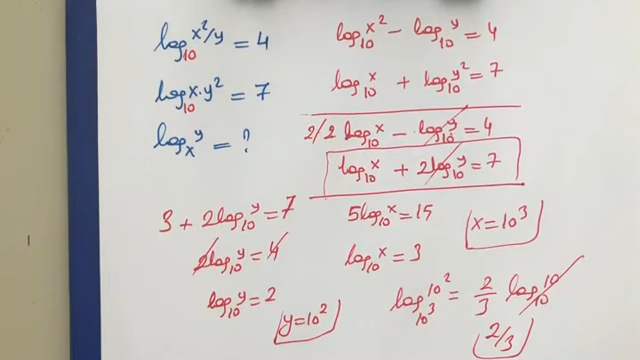 log₁₀ x²/y = 4
log₁₀ x·y² = 7
logₓ y = ?
log₁₀ x² − log₁₀ y = 4
log₁₀ x + log₁₀ y² = 7
2/2 log₁₀ x − log₁₀ y = 4
log₁₀ x + 2log₁₀ y = 7
3 + 2log₁₀ y = 7
2log₁₀ y = 4
log₁₀ y = 2
y = 10²
5log₁₀ x = 15
log₁₀ x = 3
x = 10³
log_10³ 10² = 2/3 log₁₀ 10
2/3